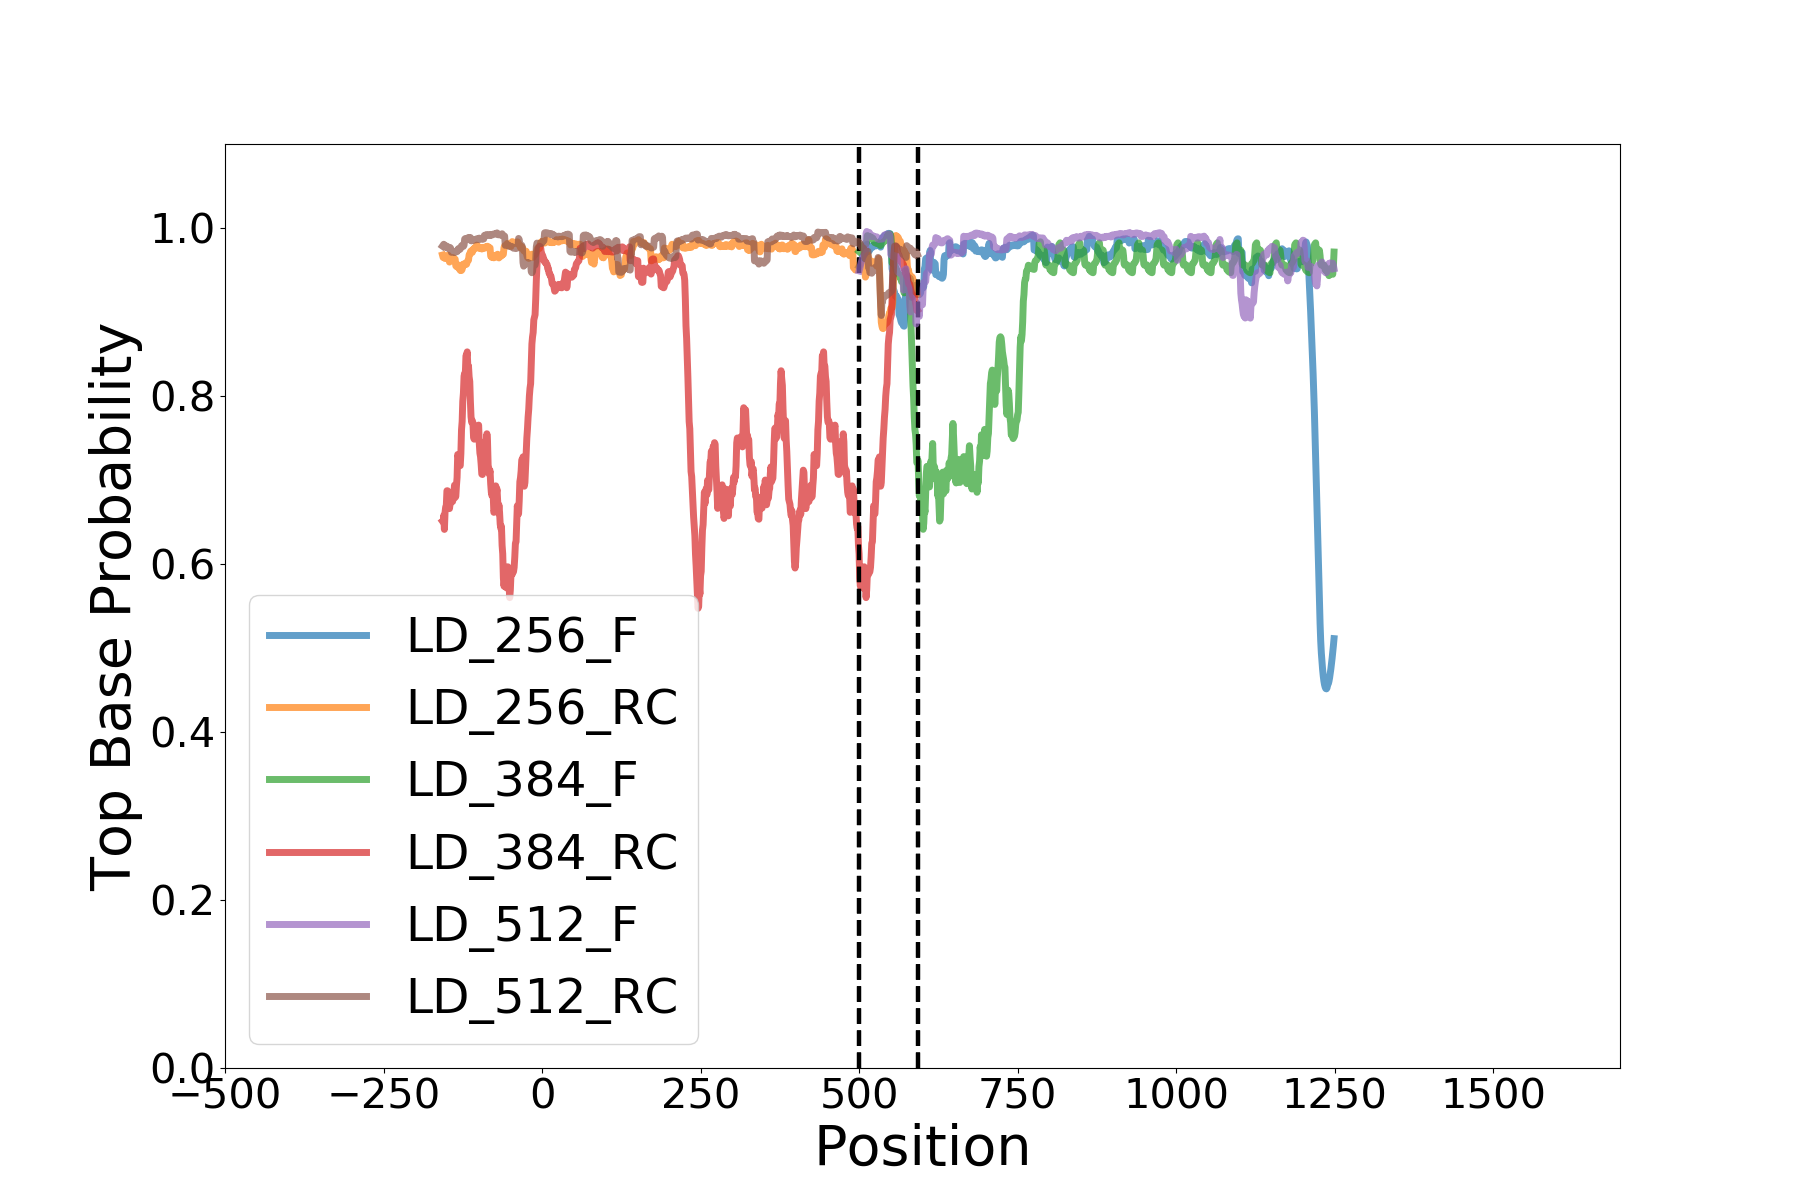 Top Base Probability
1.0
0.8
0.6
0.4
0.2
0.0
LD_256_F
LD_256_RC
LD_384_F
LD_384_RC
LD_512_F
LD_512_RC
−500 −250 0 250 500 750 1000 1250 1500
Position